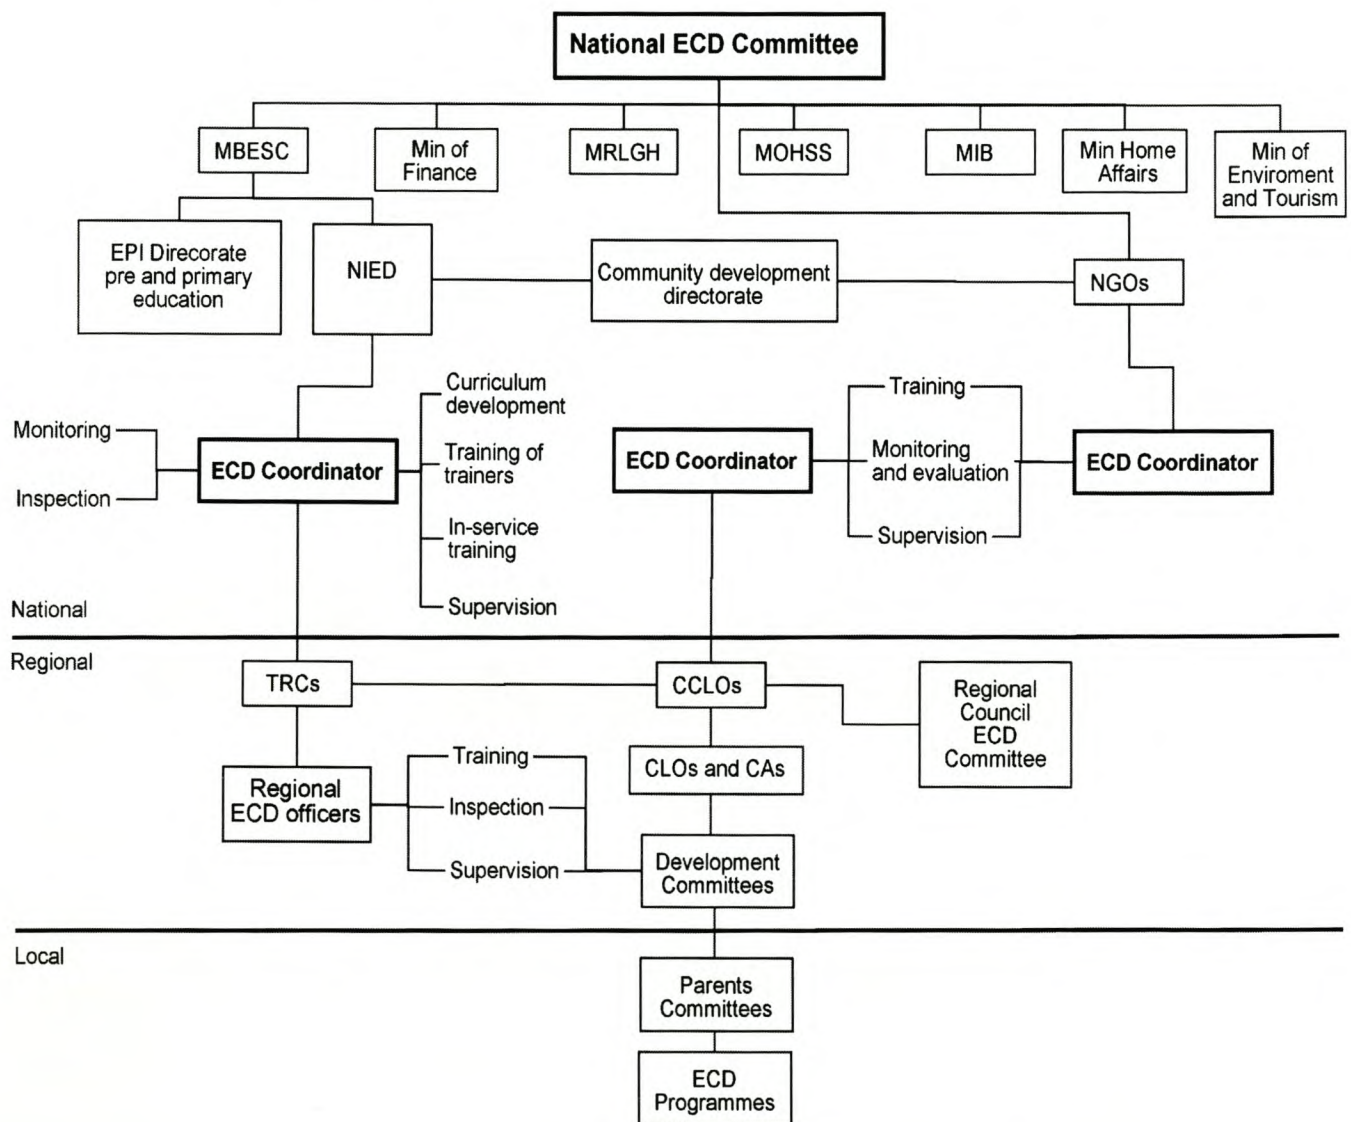 National ECD Committee
MBESC
Min of
Finance
MRLGH
MOHSS
MIB
Min Home
Affairs
Min of
Enviroment
and Tourism
EPI Direcorate
pre and primary
education
NIED
Community development
directorate
NGOs
Monitoring
Inspection
ECD Coordinator
Curriculum
development
Training of
trainers
In-service
training
Supervision
ECD Coordinator
Training
Monitoring
and evaluation
Supervision
ECD Coordinator
National
Regional
TRCs
CCLOs
Regional
Council
ECD
Committee
Regional
ECD officers
Training
Inspection
Supervision
CLOs and CAs
Development
Committees
Local
Parents
Committees
ECD
Programmes